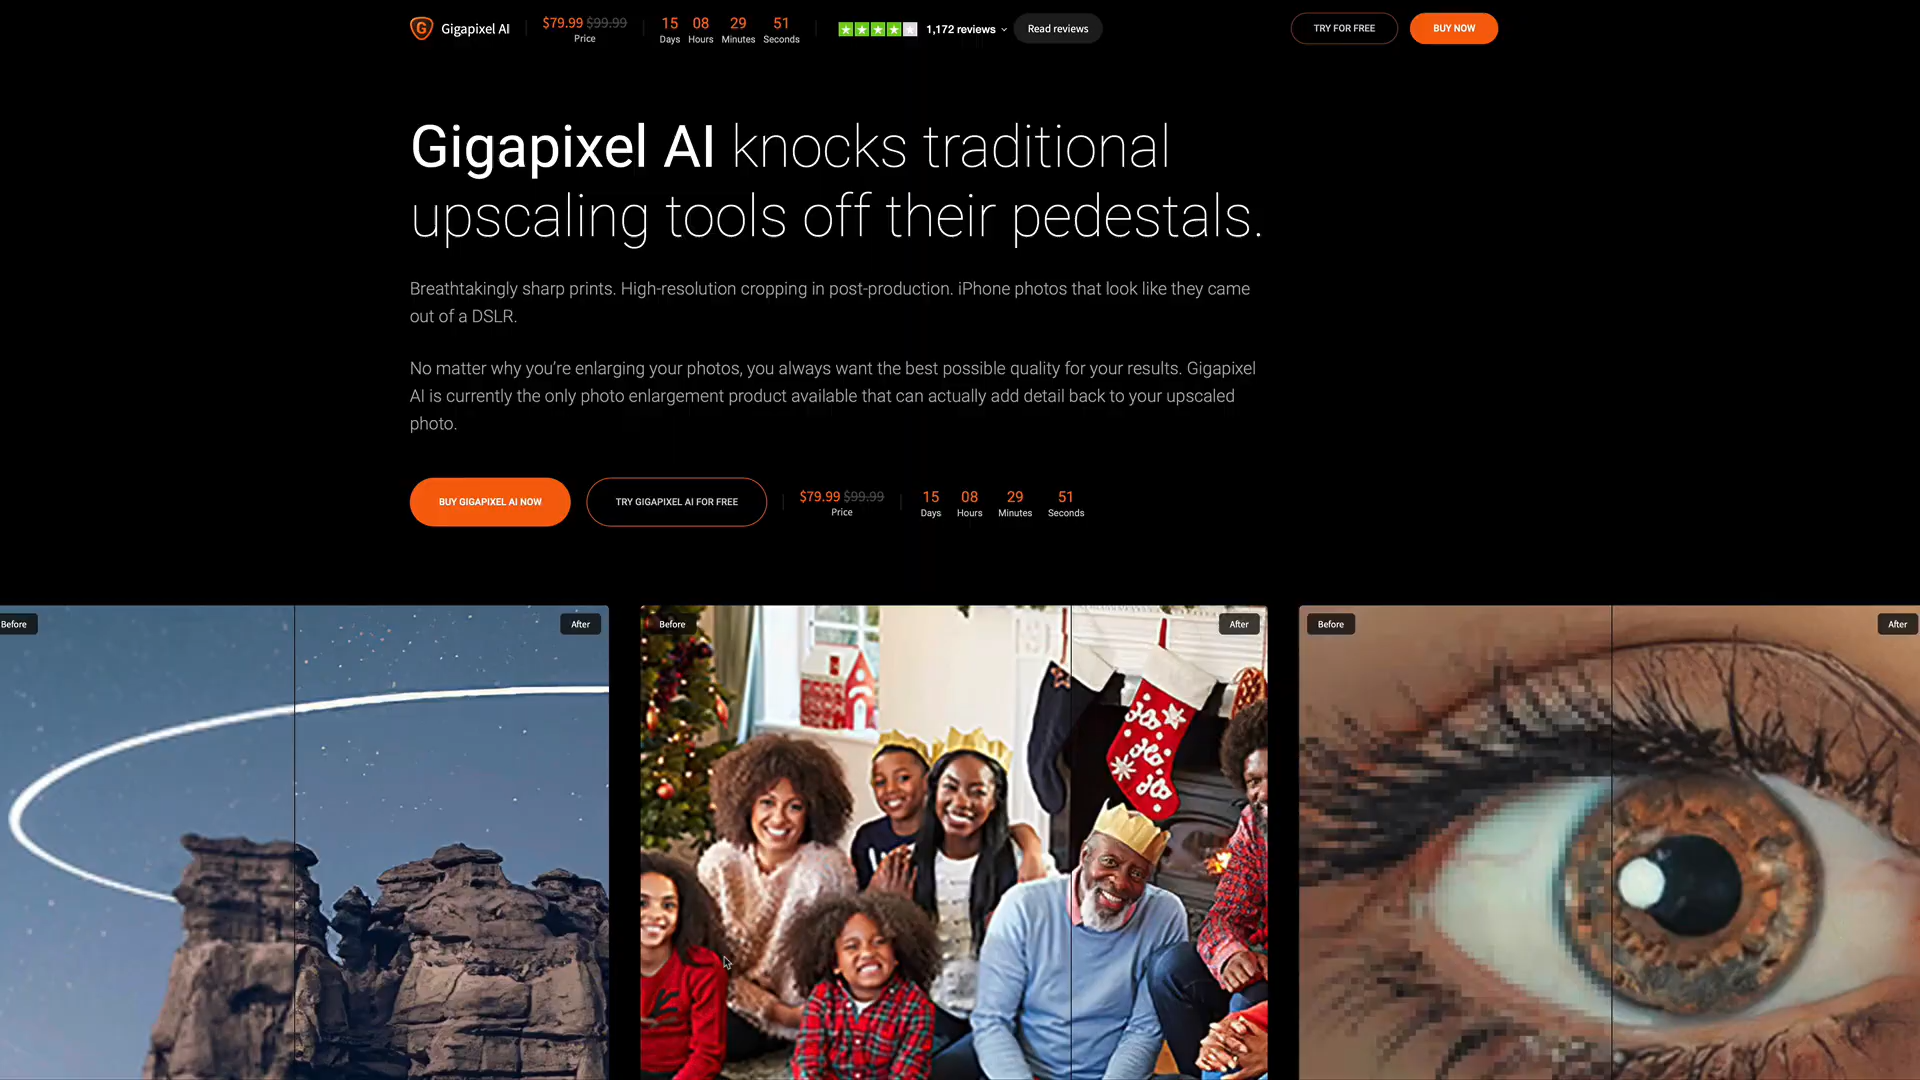 Gigapixel AI
$79.99 $99.99
Price
15 08 29 51
Days Hours Minutes Seconds
1,172 reviews
Read reviews
TRY FOR FREE
BUY NOW
Gigapixel AI knocks traditional
upscaling tools off their pedestals.
Breathtakingly sharp prints. High-resolution cropping in post-production. iPhone photos that look like they came
out of a DSLR.
No matter why you’re enlarging your photos, you always want the best possible quality for your results. Gigapixel
AI is currently the only photo enlargement product available that can actually add detail back to your upscaled
photo.
BUY GIGAPIXEL AI NOW
TRY GIGAPIXEL AI FOR FREE
$79.99 $99.99
Price
15 08 29 51
Days Hours Minutes Seconds
Before
After
Before
After
Before
After